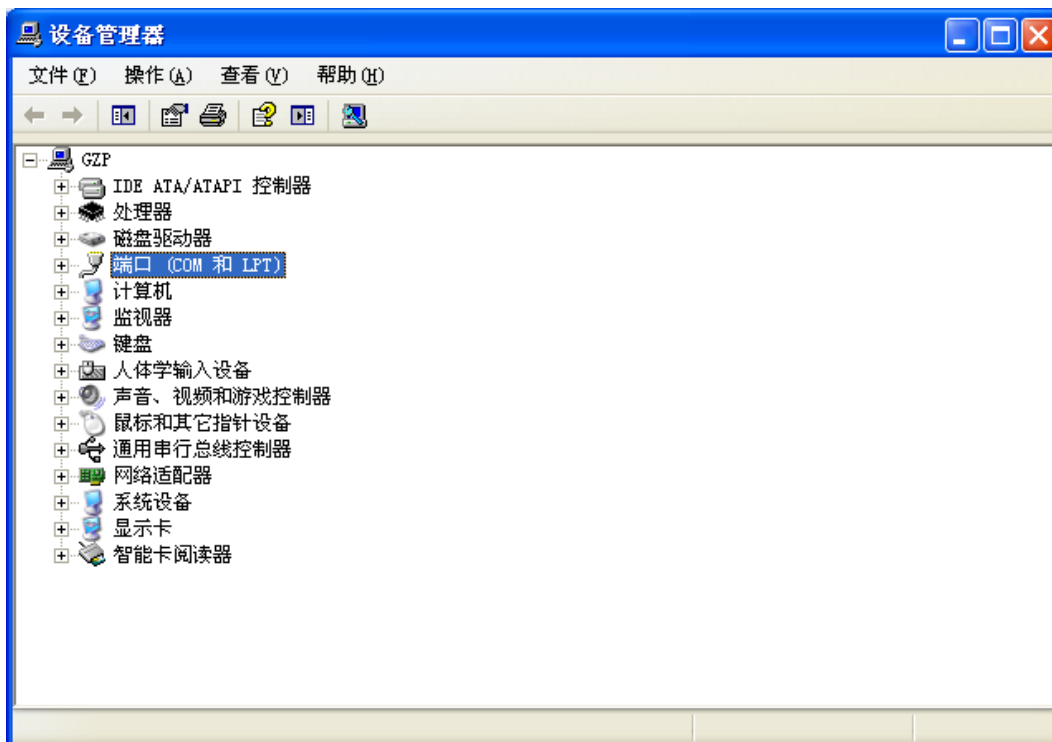 设备管理器
文件(F) 操作(A) 查看(V) 帮助(H)
GZP
IDE ATA/ATAPI 控制器
处理器
磁盘驱动器
端口 (COM 和 LPT)
计算机
监视器
键盘
人体学输入设备
声音、视频和游戏控制器
鼠标和其它指针设备
通用串行总线控制器
网络适配器
系统设备
显示卡
智能卡阅读器